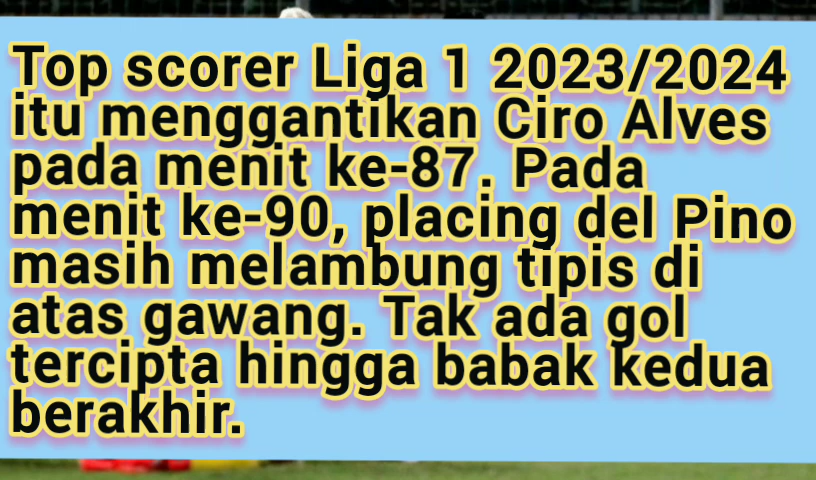 Top scorer Liga 1 2023/2024
itu menggantikan Ciro Alves
pada menit ke-87. Pada
menit ke-90, placing del Pino
masih melambung tipis di
atas gawang. Tak ada gol
tercipta hingga babak kedua
berakhir.